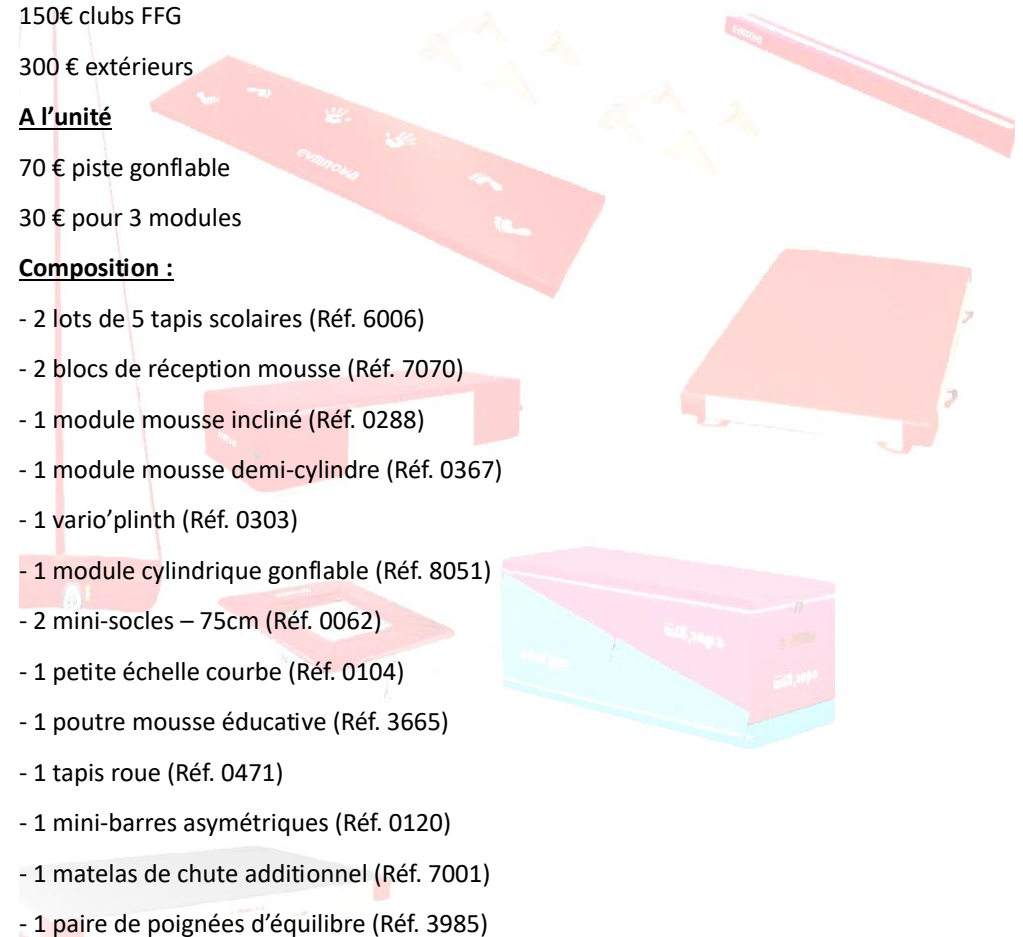 150€ clubs FFG
300 € extérieurs
A l’unité
70 € piste gonflable
30 € pour 3 modules
Composition :
- 2 lots de 5 tapis scolaires (Réf. 6006)
- 2 blocs de réception mousse (Réf. 7070)
- 1 module mousse incliné (Réf. 0288)
- 1 module mousse demi-cylindre (Réf. 0367)
- 1 vario’plinth (Réf. 0303)
- 1 module cylindrique gonflable (Réf. 8051)
- 2 mini-socles – 75cm (Réf. 0062)
- 1 petite échelle courbe (Réf. 0104)
- 1 poutre mousse éducative (Réf. 3665)
- 1 tapis roue (Réf. 0471)
- 1 mini-barres asymétriques (Réf. 0120)
- 1 matelas de chute additionnel (Réf. 7001)
- 1 paire de poignées d’équilibre (Réf. 3985)